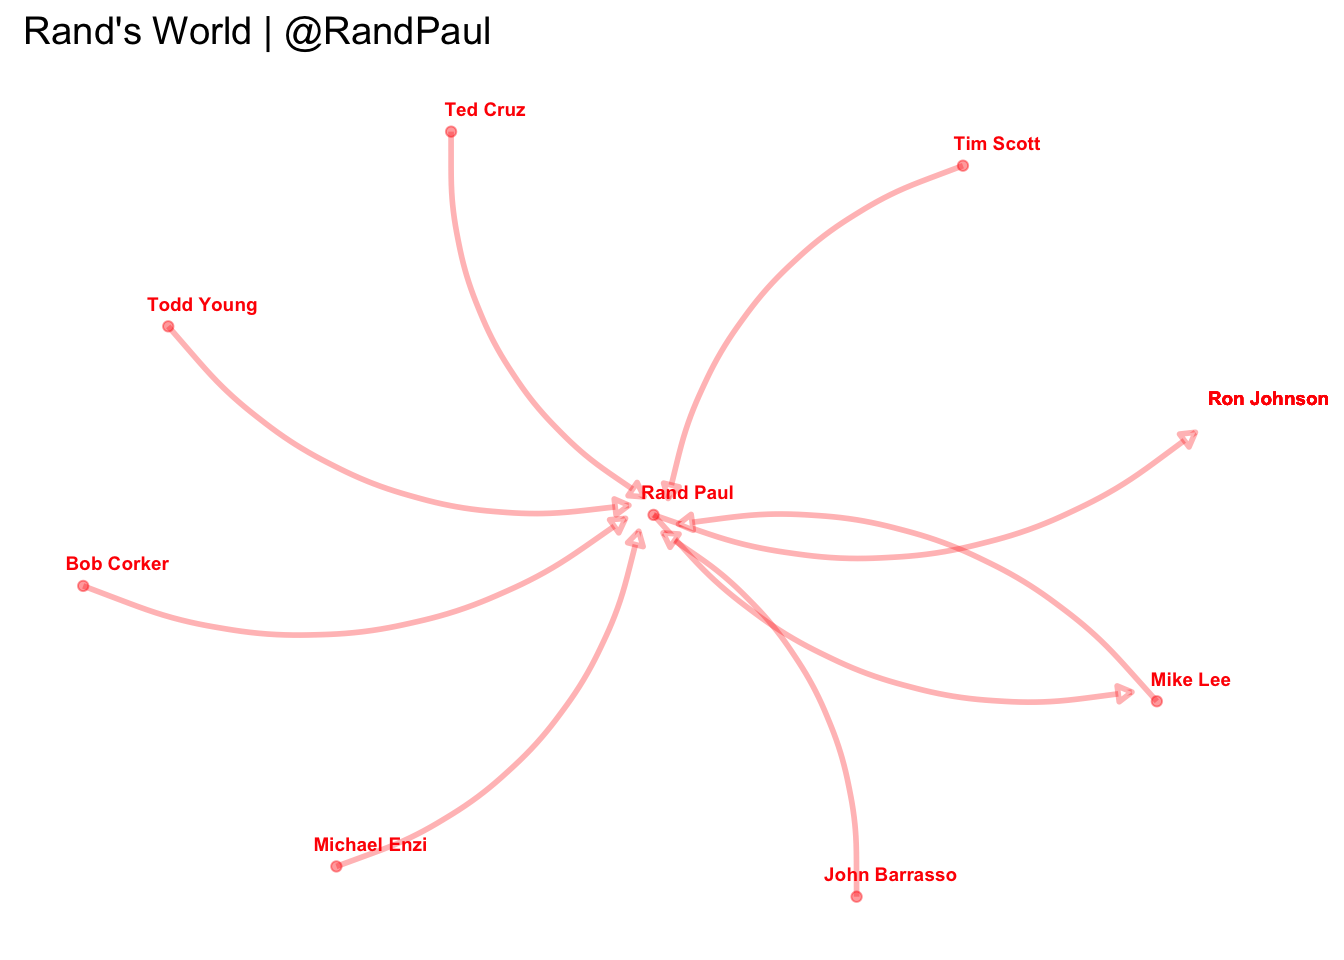 Rand's World | @RandPaul
Ted Cruz
Tim Scott
Todd Young
Ron Johnson
Rand Paul
Bob Corker
Mike Lee
Michael Enzi
John Barrasso